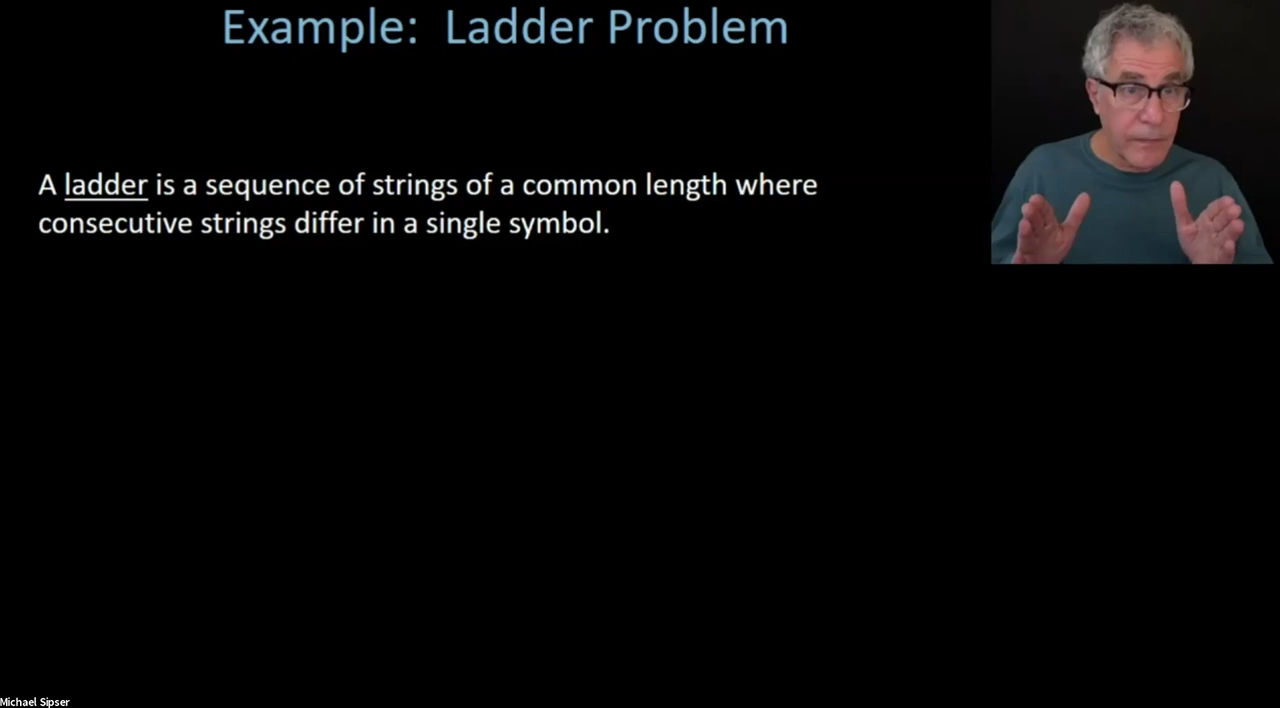 Example: Ladder Problem
A ladder is a sequence of strings of a common length where
consecutive strings differ in a single symbol.
Michael Sipser